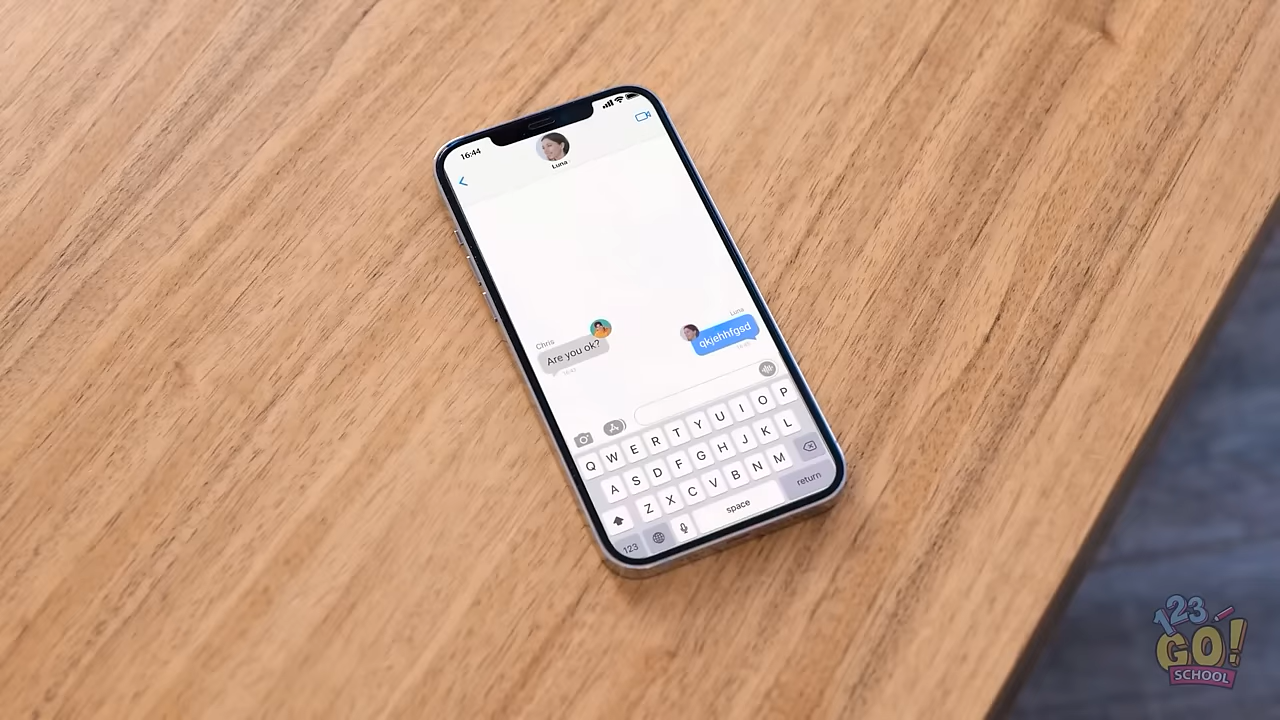 16:44
Luna
Chris
Are you ok?
Luna
qkjehhfgsd
Q W E R T Y U I O P
A S D F G H J K L
Z X C V B N M
123
space
return
123
GO!
SCHOOL